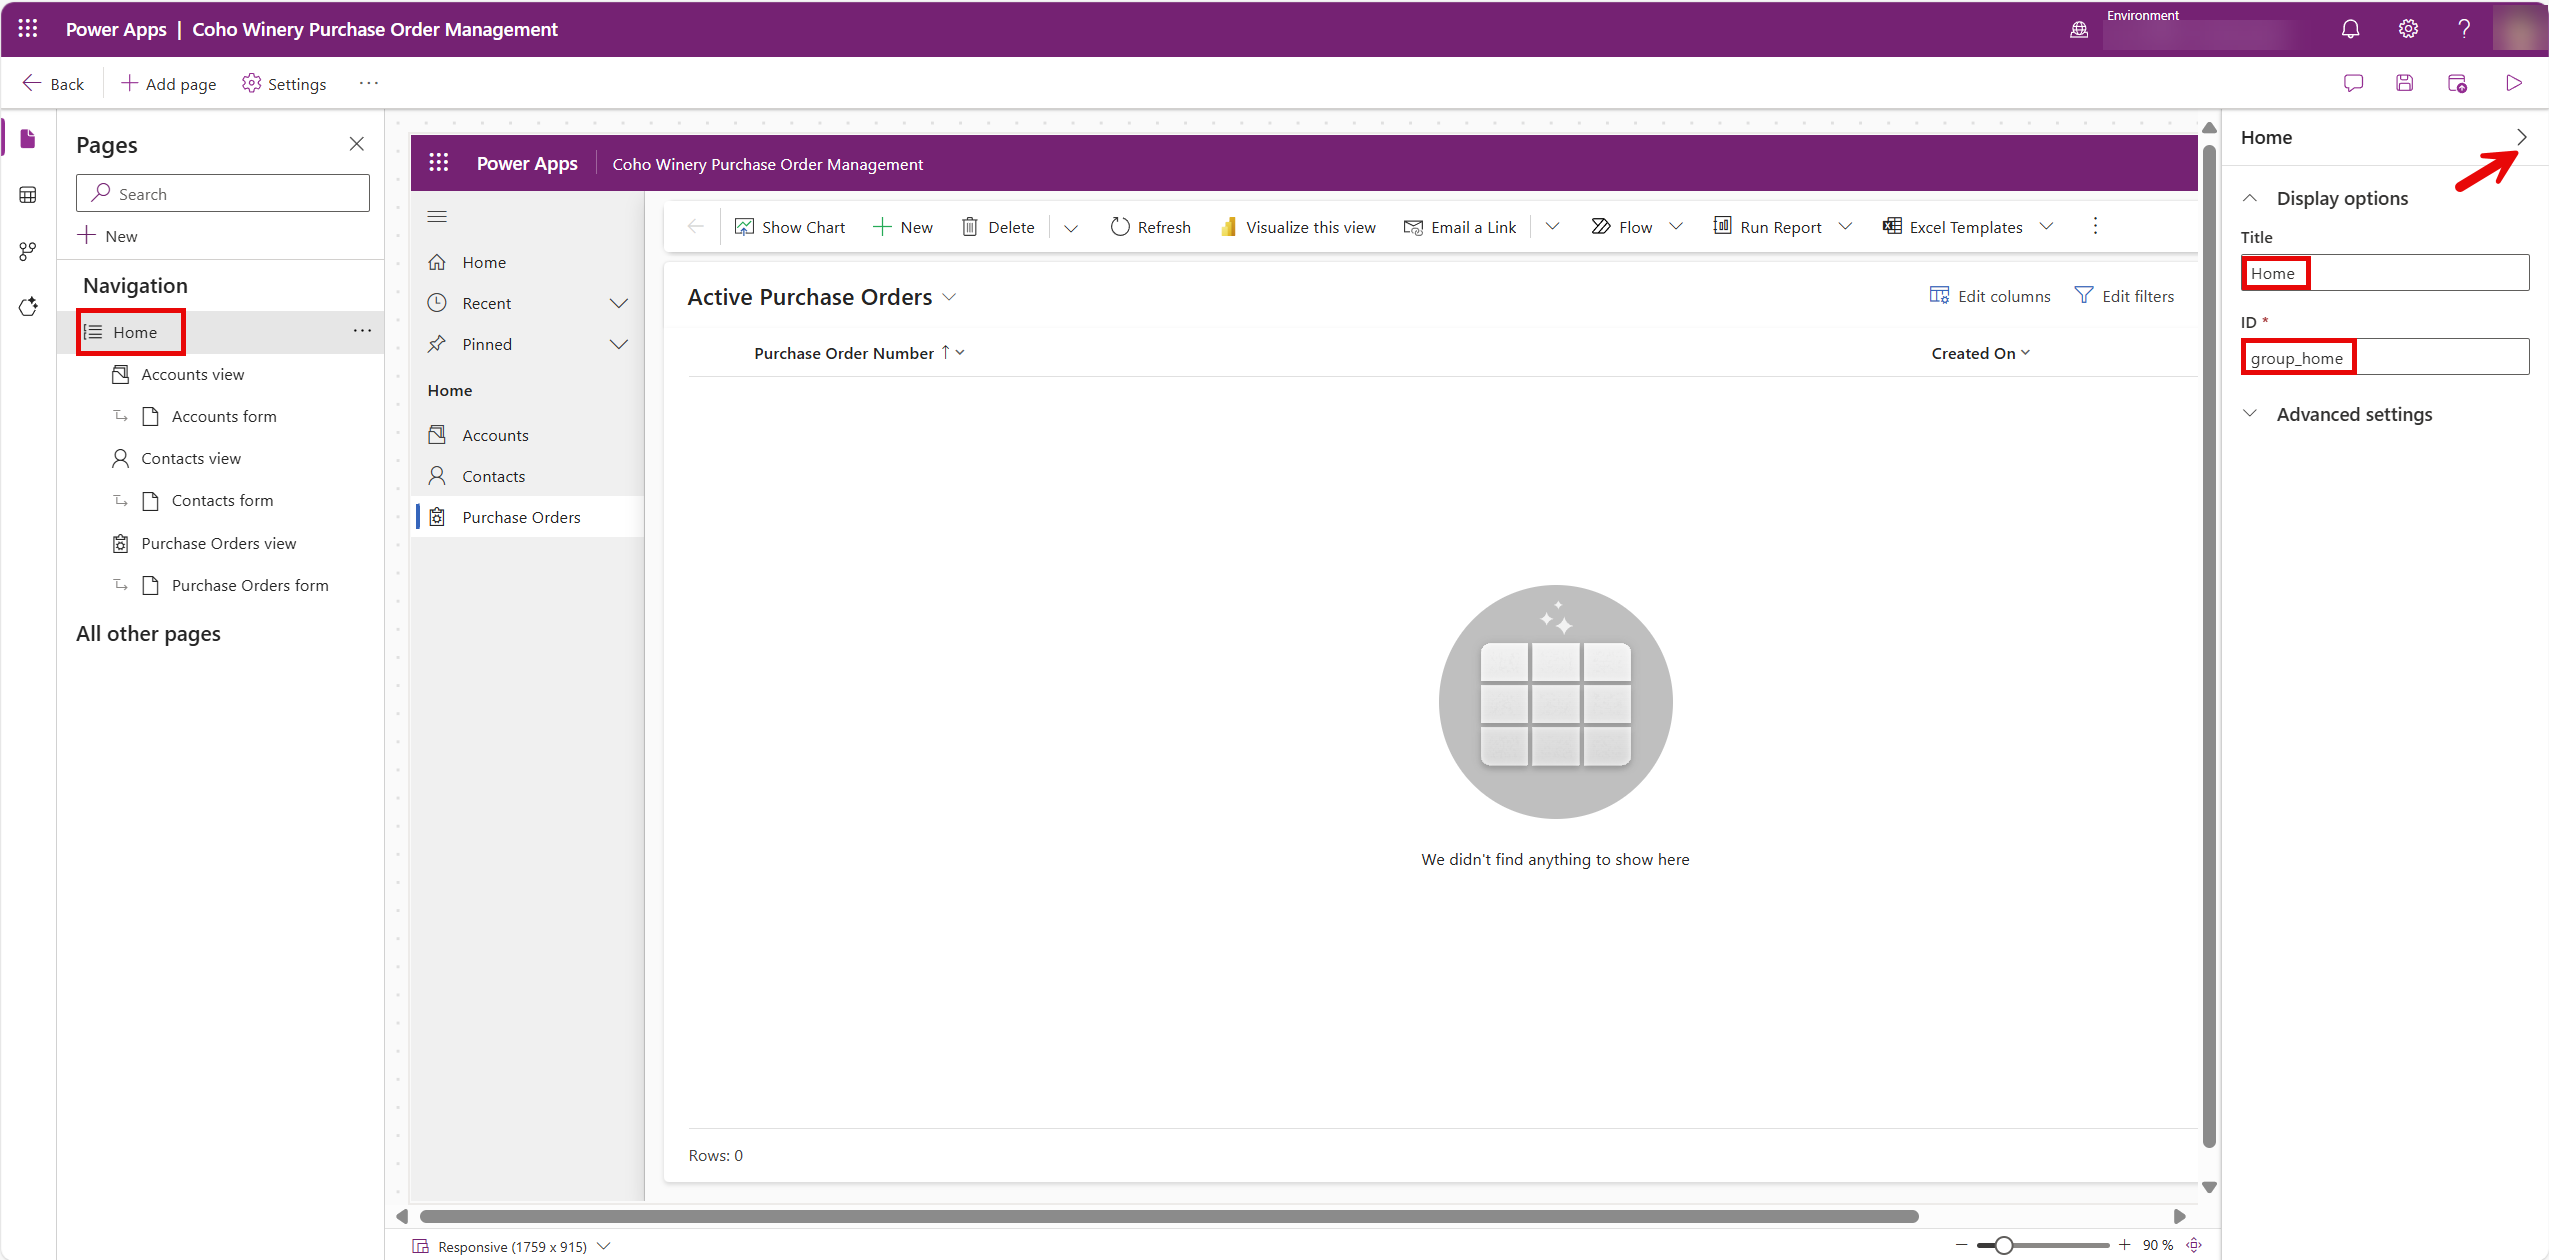 Power Apps | Coho Winery Purchase Order Management
Environment
Back
Add page
Settings
Pages
Search
New
Navigation
Home
Accounts view
Accounts form
Contacts view
Contacts form
Purchase Orders view
Purchase Orders form
All other pages
Power Apps
Coho Winery Purchase Order Management
Home
Recent
Pinned
Home
Accounts
Contacts
Purchase Orders
Show Chart
New
Delete
Refresh
Visualize this view
Email a Link
Flow
Run Report
Excel Templates
Active Purchase Orders
Edit columns
Edit filters
Purchase Order Number
Created On
We didn't find anything to show here
Rows: 0
Responsive (1759 x 915)
90 %
Home
Display options
Title
Home
ID *
group_home
Advanced settings